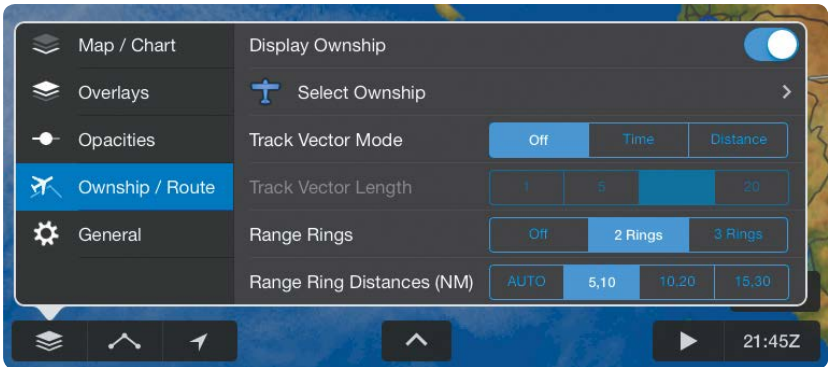 Map / Chart
Overlays
Opacities
Ownship / Route
General
Display Ownship
Select Ownship
Track Vector Mode Off Time Distance
Track Vector Length 1 5 20
Range Rings Off 2 Rings 3 Rings
Range Ring Distances (NM) AUTO 5,10 10,20 15,30
21:45Z